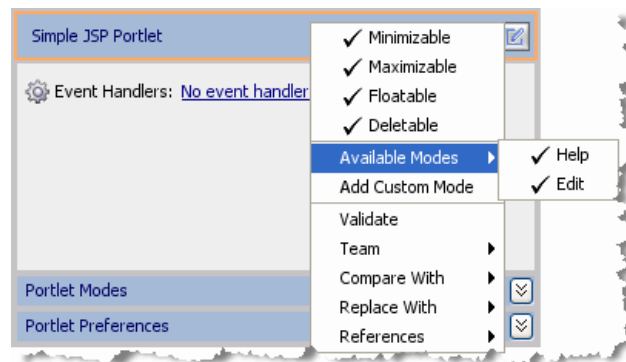 Simple JSP Portlet
Minimizable
Maximizable
Floatable
Deletable
Event Handlers: No event handler
Available Modes
Help
Edit
Add Custom Mode
Validate
Team
Compare With
Replace With
References
Portlet Modes
Portlet Preferences